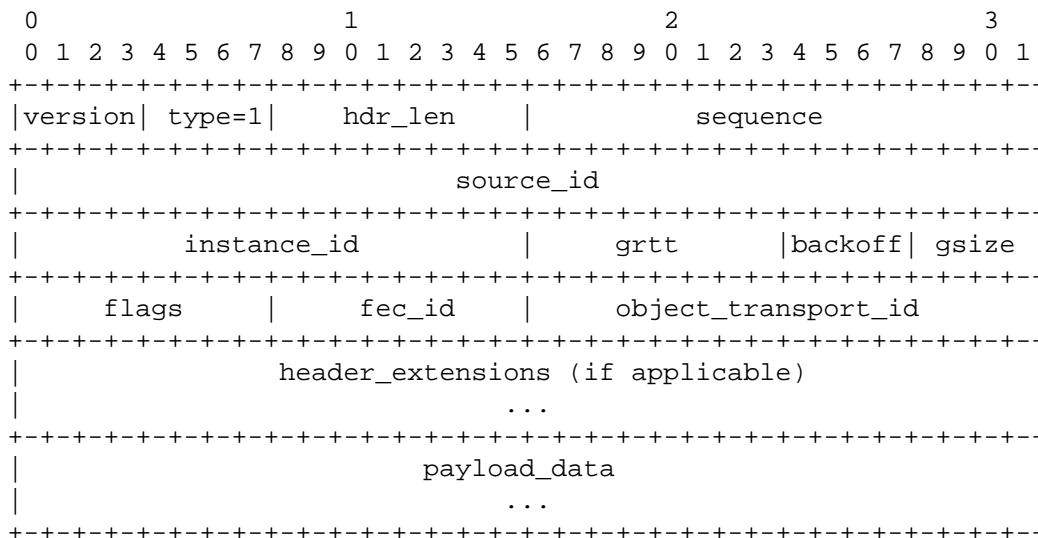 0                   1                   2                   3
 0 1 2 3 4 5 6 7 8 9 0 1 2 3 4 5 6 7 8 9 0 1 2 3 4 5 6 7 8 9 0 1
+-+-+-+-+-+-+-+-+-+-+-+-+-+-+-+-+-+-+-+-+-+-+-+-+-+-+-+-+-+-+-+--
|version| type=1|    hdr_len    |          sequence
+-+-+-+-+-+-+-+-+-+-+-+-+-+-+-+-+-+-+-+-+-+-+-+-+-+-+-+-+-+-+-+--
|                           source_id
+-+-+-+-+-+-+-+-+-+-+-+-+-+-+-+-+-+-+-+-+-+-+-+-+-+-+-+-+-+-+-+--
|          instance_id          |     grtt      |backoff| gsize
+-+-+-+-+-+-+-+-+-+-+-+-+-+-+-+-+-+-+-+-+-+-+-+-+-+-+-+-+-+-+-+--
|     flags     |     fec_id    |     object_transport_id
+-+-+-+-+-+-+-+-+-+-+-+-+-+-+-+-+-+-+-+-+-+-+-+-+-+-+-+-+-+-+-+--
|                header_extensions (if applicable)
|                              ...
+-+-+-+-+-+-+-+-+-+-+-+-+-+-+-+-+-+-+-+-+-+-+-+-+-+-+-+-+-+-+-+--
|                         payload_data
|                              ...
+-+-+-+-+-+-+-+-+-+-+-+-+-+-+-+-+-+-+-+-+-+-+-+-+-+-+-+-+-+-+-+--